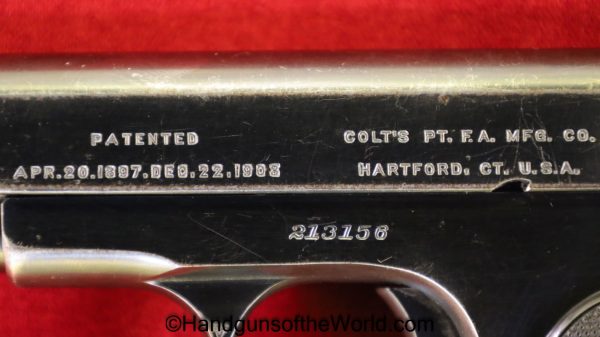 PATENTED
APR.20.1897.DEC.22.1903
COLT'S PT. F.A. MFG. CO.
HARTFORD, CT. U.S.A.
213156
©HandgunsoftheWorld.com